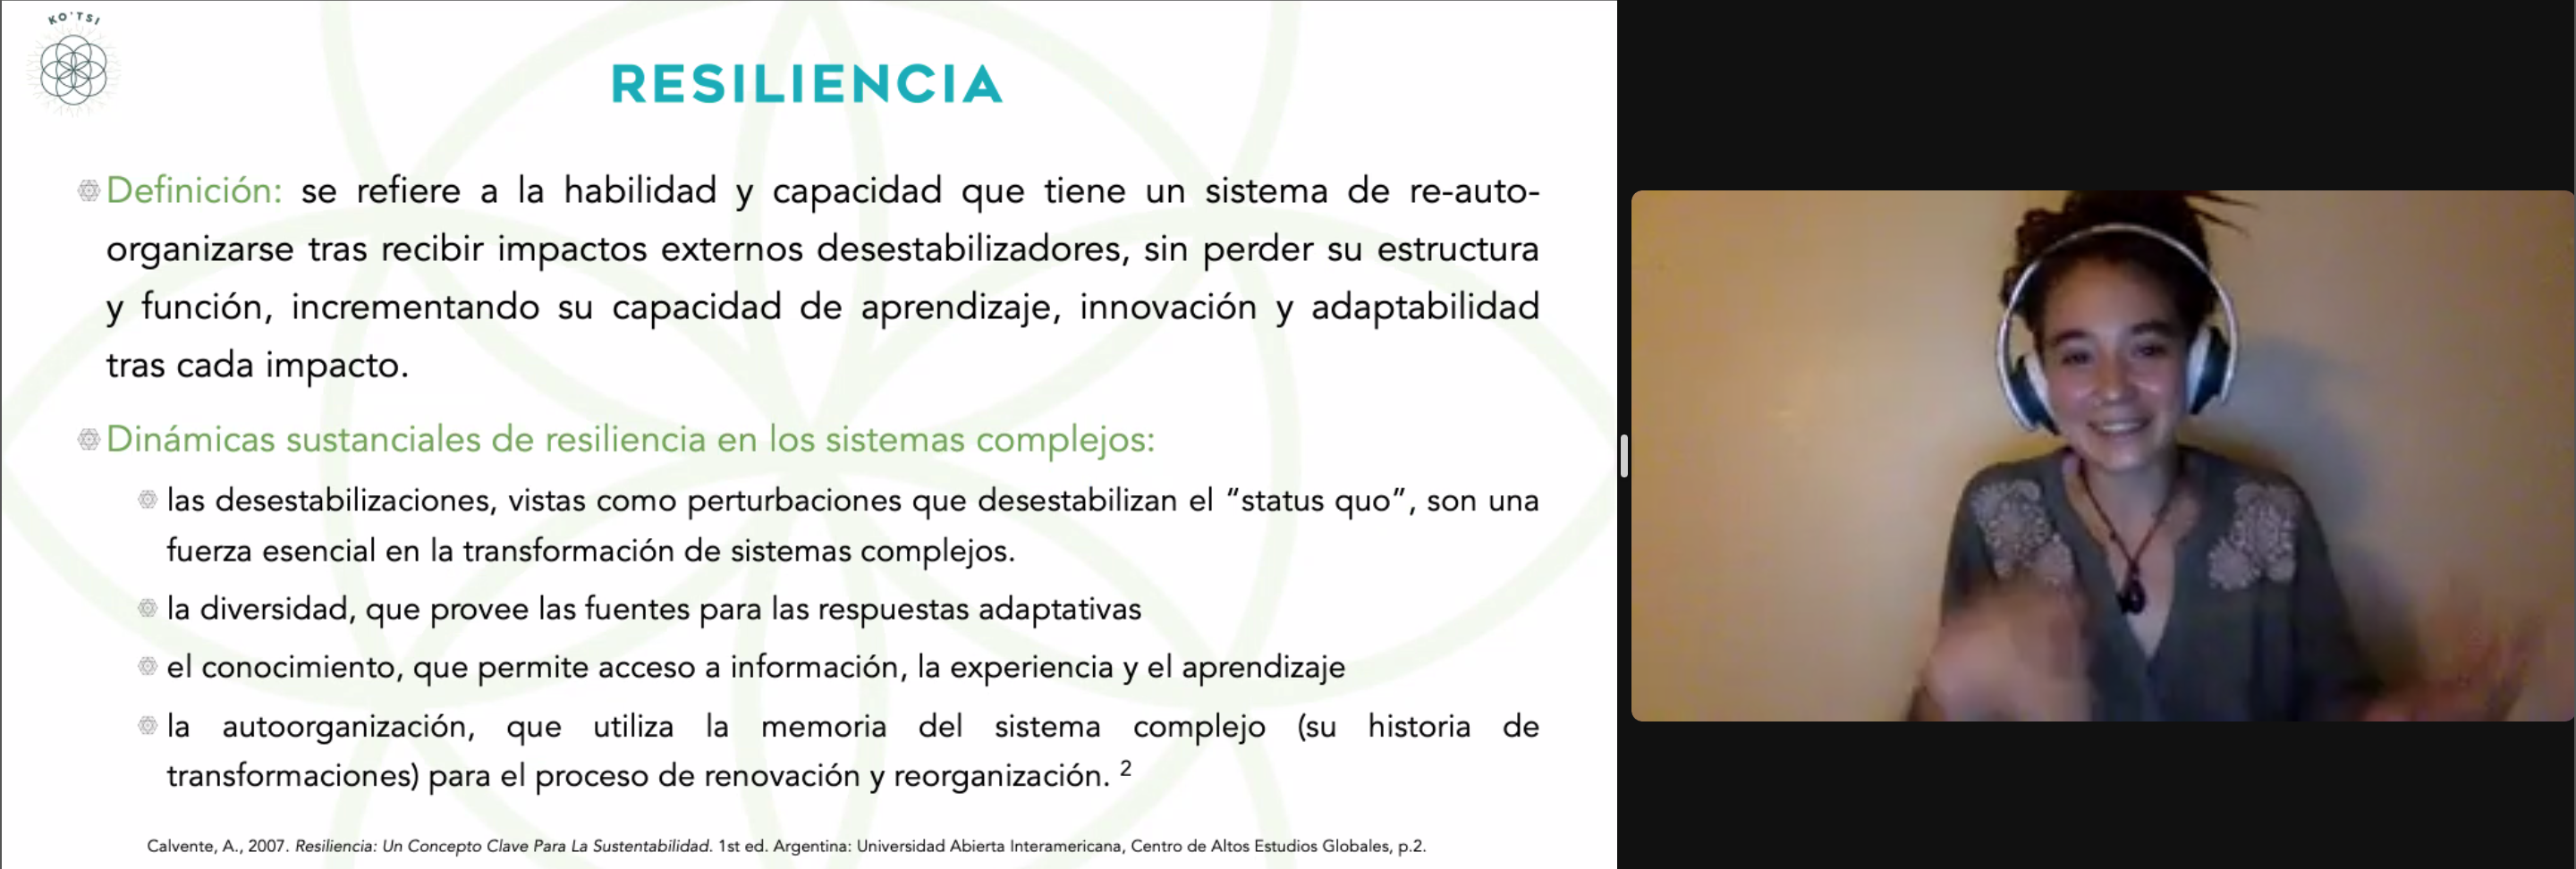 KO'TSI
RESILIENCIA
Definición: se refiere a la habilidad y capacidad que tiene un sistema de re-auto-
organizarse tras recibir impactos externos desestabilizadores, sin perder su estructura
y función, incrementando su capacidad de aprendizaje, innovación y adaptabilidad
tras cada impacto.
Dinámicas sustanciales de resiliencia en los sistemas complejos:
las desestabilizaciones, vistas como perturbaciones que desestabilizan el “status quo”, son una
fuerza esencial en la transformación de sistemas complejos.
la diversidad, que provee las fuentes para las respuestas adaptativas
el conocimiento, que permite acceso a información, la experiencia y el aprendizaje
la autoorganización, que utiliza la memoria del sistema complejo (su historia de
transformaciones) para el proceso de renovación y reorganización. 2
Calvente, A., 2007. Resiliencia: Un Concepto Clave Para La Sustentabilidad. 1st ed. Argentina: Universidad Abierta Interamericana, Centro de Altos Estudios Globales, p.2.